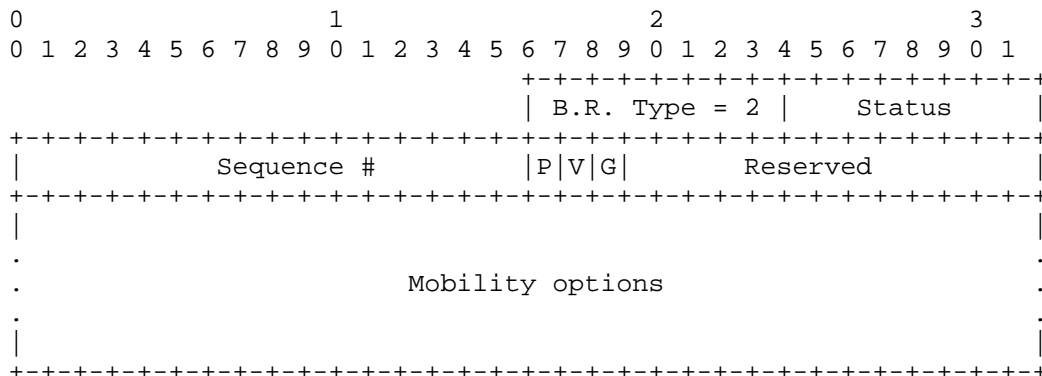 0                   1                   2                   3
0 1 2 3 4 5 6 7 8 9 0 1 2 3 4 5 6 7 8 9 0 1 2 3 4 5 6 7 8 9 0 1
                                +-+-+-+-+-+-+-+-+-+-+-+-+-+-+-+-+
                                | B.R. Type = 2 |    Status     |
+-+-+-+-+-+-+-+-+-+-+-+-+-+-+-+-+-+-+-+-+-+-+-+-+-+-+-+-+-+-+-+-+
|            Sequence #         |P|V|G|       Reserved          |
+-+-+-+-+-+-+-+-+-+-+-+-+-+-+-+-+-+-+-+-+-+-+-+-+-+-+-+-+-+-+-+-+
|                                                               |
.                                                               .
.                        Mobility options                       .
.                                                               .
|                                                               |
+-+-+-+-+-+-+-+-+-+-+-+-+-+-+-+-+-+-+-+-+-+-+-+-+-+-+-+-+-+-+-+-+